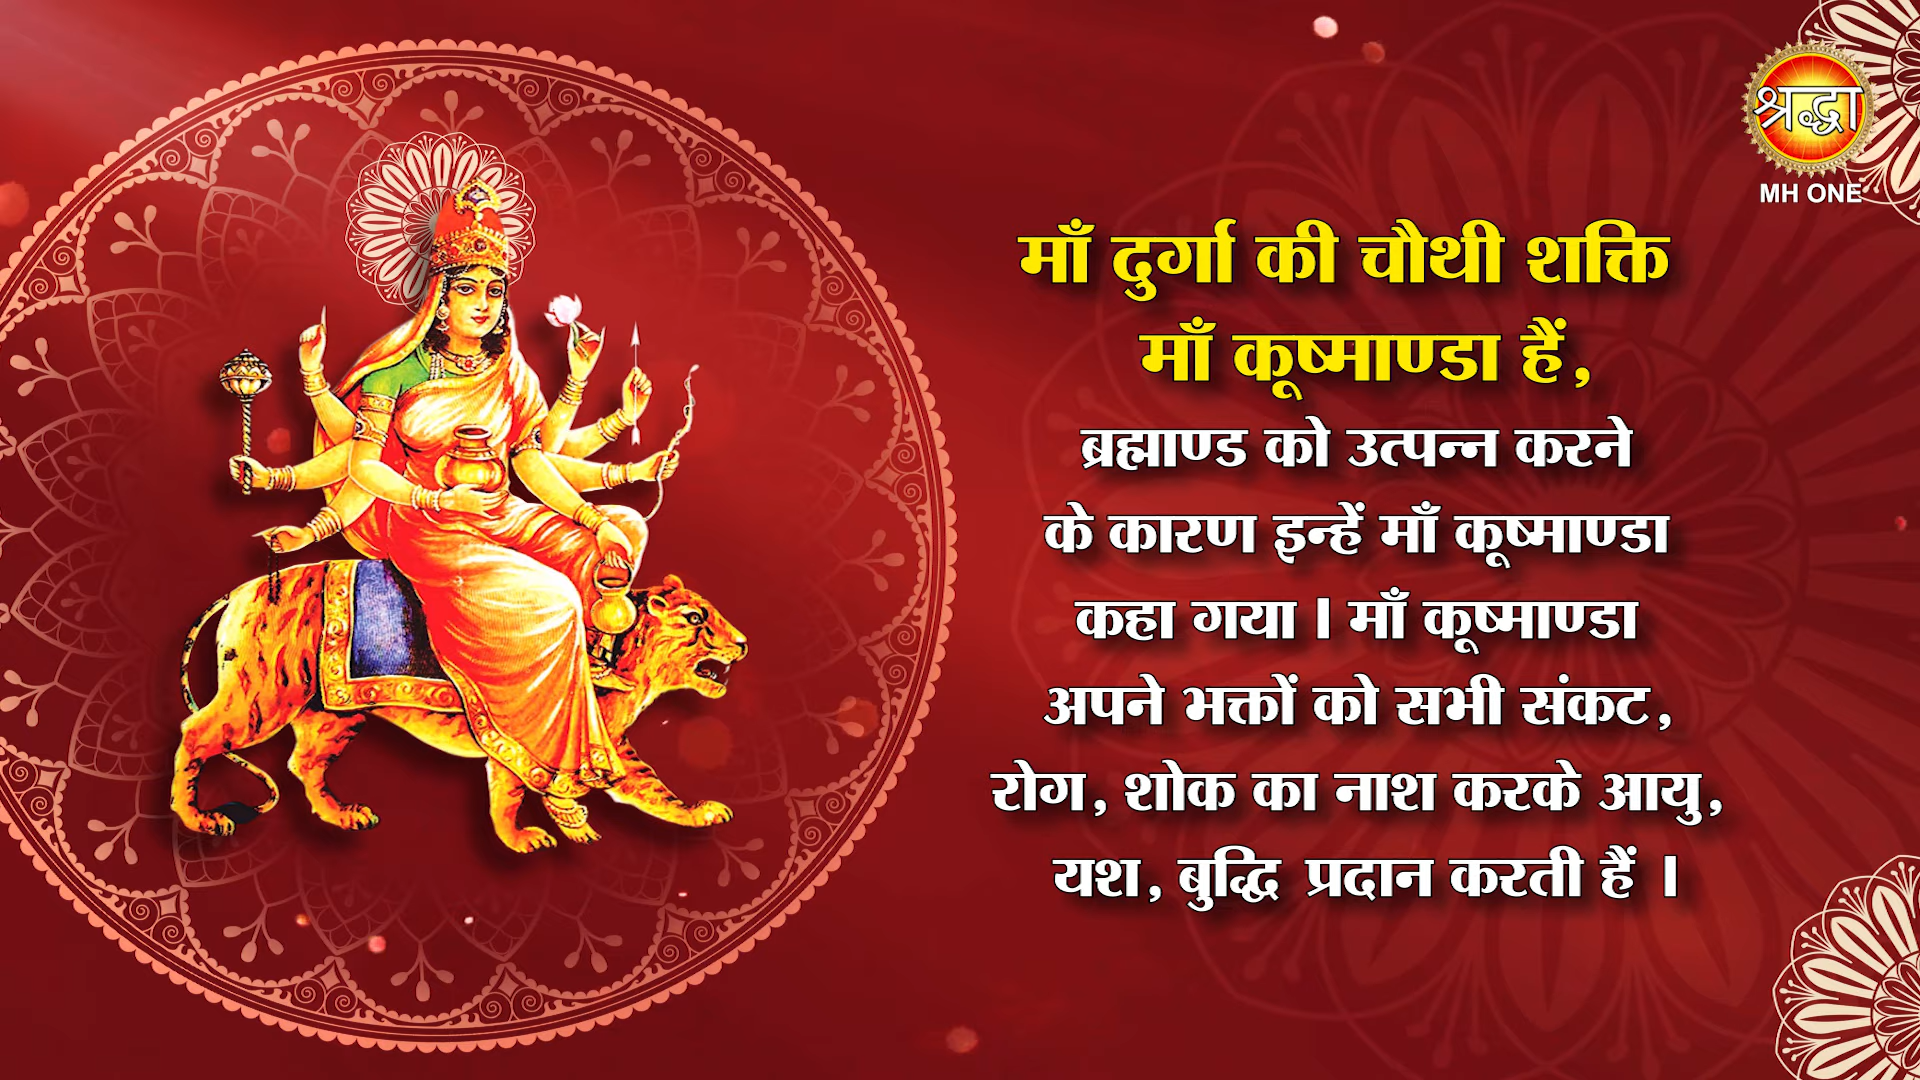 श्रद्धा
MH ONE
माँ दुर्गा की चौथी शक्ति
माँ कूष्माण्डा हैं,
ब्रह्माण्ड को उत्पन्न करने
के कारण इन्हें माँ कूष्माण्डा
कहा गया । माँ कूष्माण्डा
अपने भक्तों को सभी संकट,
रोग, शोक का नाश करके आयु,
यश, बुद्धि प्रदान करती हैं ।